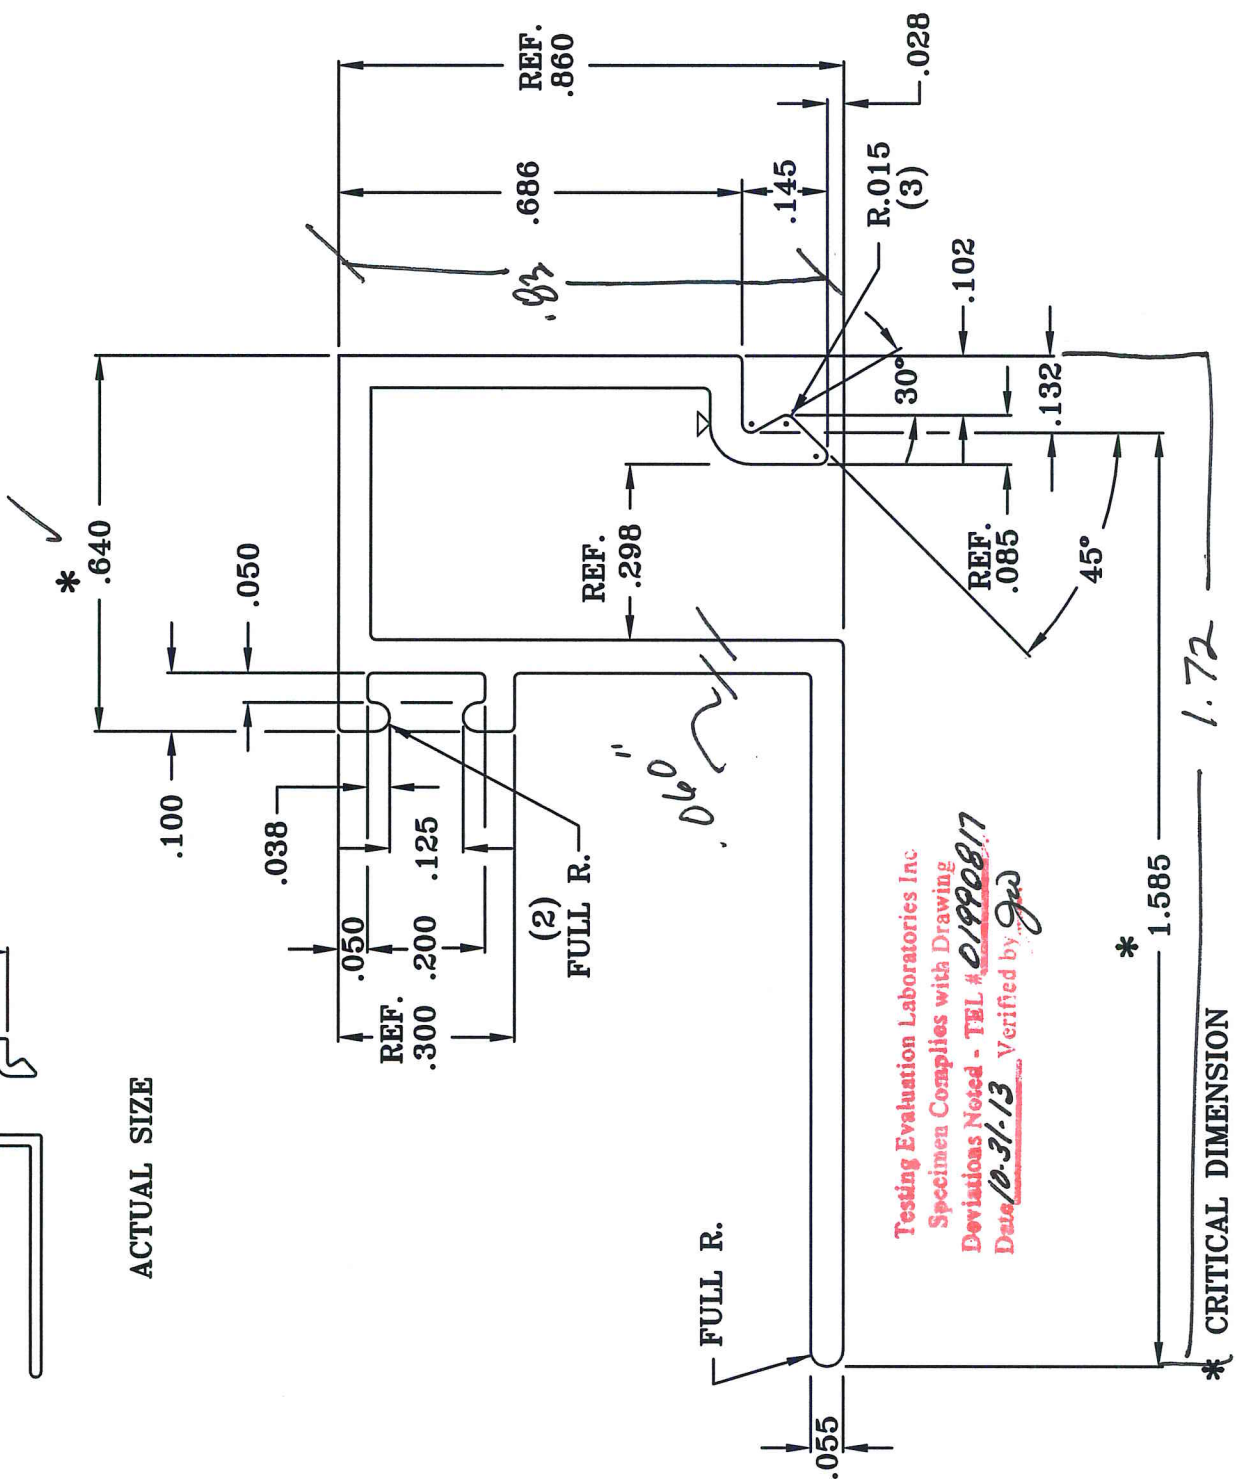 REF.
.860
.028
.686
.145
R.015
(3)
.83
.102
30°
.132
*
.640
.050
REF.
.298
REF.
.085
45°
.100
.038
.125
.060"
1.72
.050
.200
(2)
FULL R.
REF.
.300
*
1.585
ACTUAL SIZE
Testing Evaluation Laboratories Inc
Specimen Complies with Drawing
Deviations Noted - TEL # 01990817
Date 10-31-13 Verified by
FULL R.
.055
* CRITICAL DIMENSION